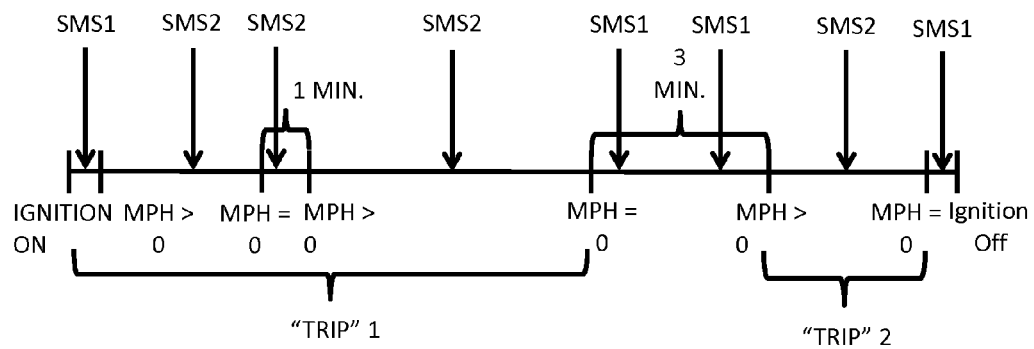 SMS1 SMS2 SMS2 SMS2 SMS1 SMS1 SMS2 SMS1
1 MIN.
3
MIN.
IGNITION MPH > MPH = MPH > MPH = MPH > MPH = Ignition
ON 0 0 0 0 0 0 Off
“TRIP” 1 “TRIP” 2